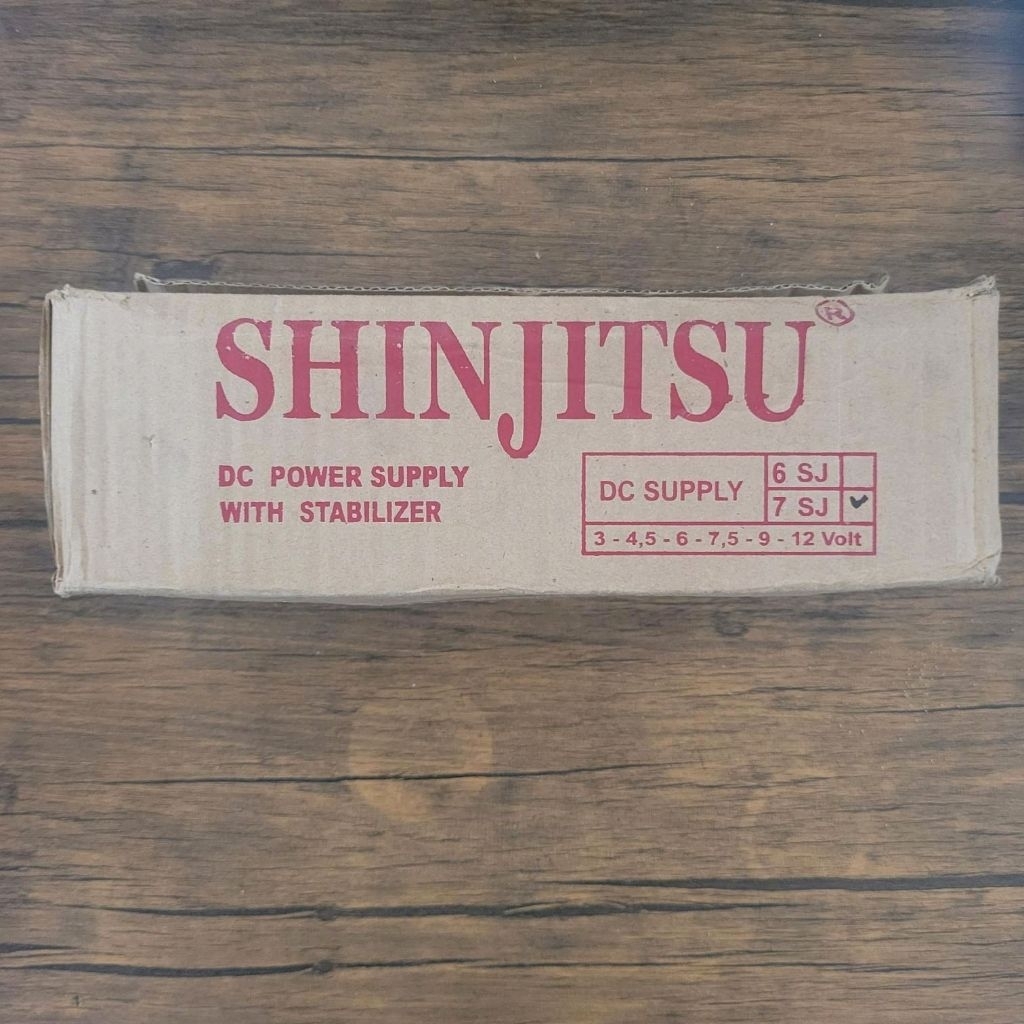 SHINJITSU®
DC POWER SUPPLY
WITH STABILIZER
DC SUPPLY
6 SJ
7 SJ ✓
3 - 4,5 - 6 - 7,5 - 9 - 12 Volt